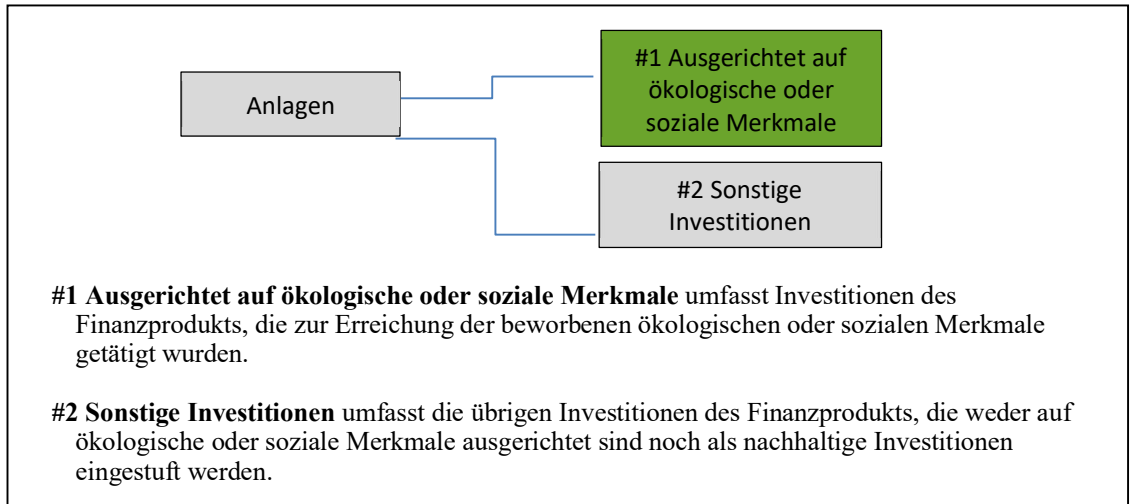 #1 Ausgerichtet auf
ökologische oder
soziale Merkmale
Anlagen
#2 Sonstige
Investitionen
#1 Ausgerichtet auf ökologische oder soziale Merkmale umfasst Investitionen des
Finanzprodukts, die zur Erreichung der beworbenen ökologischen oder sozialen Merkmale
getätigt wurden.
#2 Sonstige Investitionen umfasst die übrigen Investitionen des Finanzprodukts, die weder auf
ökologische oder soziale Merkmale ausgerichtet sind noch als nachhaltige Investitionen
eingestuft werden.